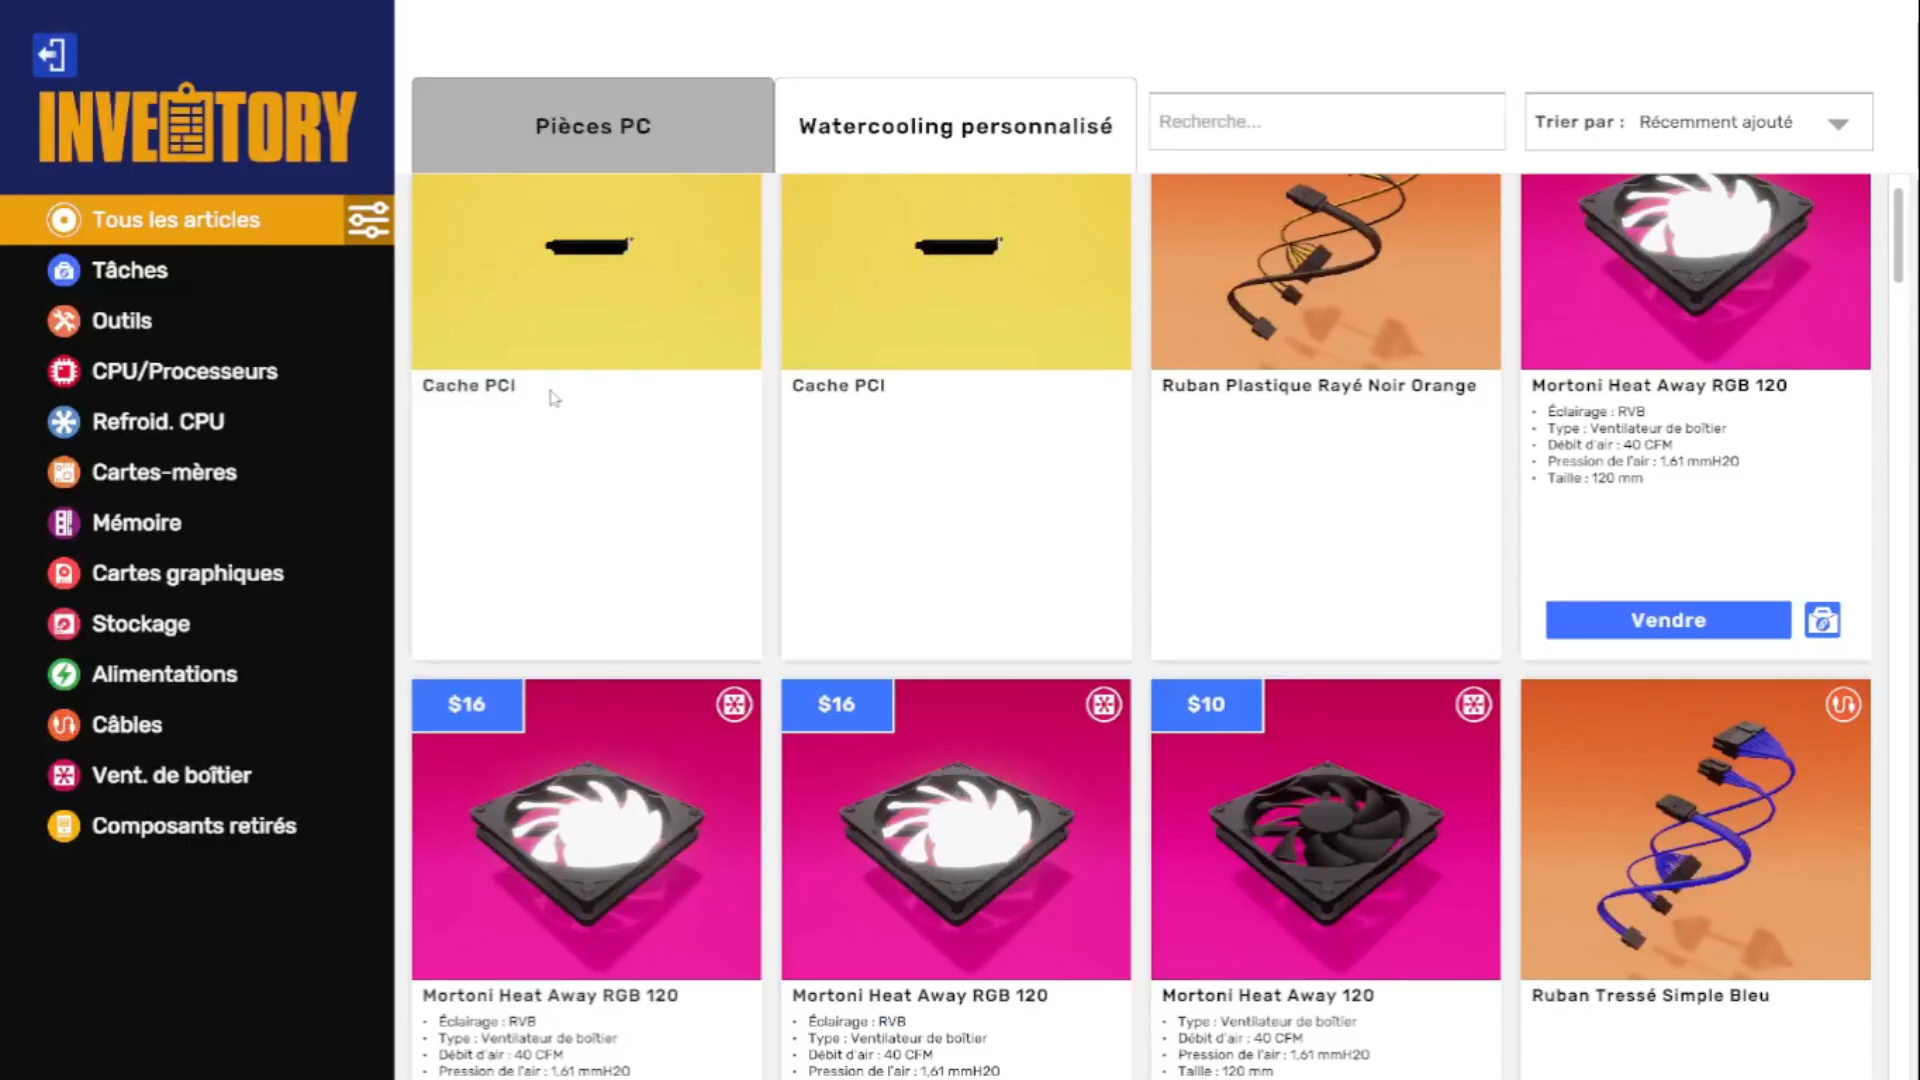 INVENTORY
Pièces PC
Watercooling personnalisé
Recherche...
Trier par : Récemment ajouté
Tous les articles
Tâches
Outils
CPU/Processeurs
Refroid. CPU
Cartes-mères
Mémoire
Cartes graphiques
Stockage
Alimentations
Câbles
Vent. de boîtier
Composants retirés
Cache PCI
Cache PCI
Ruban Plastique Rayé Noir Orange
Mortoni Heat Away RGB 120
• Éclairage : RVB
• Type : Ventilateur de boîtier
• Débit d'air : 40 CFM
• Pression de l'air : 1,61 mmH20
• Taille : 120 mm
Vendre
$16
$16
$10
Mortoni Heat Away RGB 120
• Éclairage : RVB
• Type : Ventilateur de boîtier
• Débit d'air : 40 CFM
• Pression de l'air : 1,61 mmH20
Mortoni Heat Away RGB 120
• Éclairage : RVB
• Type : Ventilateur de boîtier
• Débit d'air : 40 CFM
• Pression de l'air : 1,61 mmH20
Mortoni Heat Away 120
• Type : Ventilateur de boîtier
• Débit d'air : 40 CFM
• Pression de l'air : 1,61 mmH20
• Taille : 120 mm
Ruban Tressé Simple Bleu